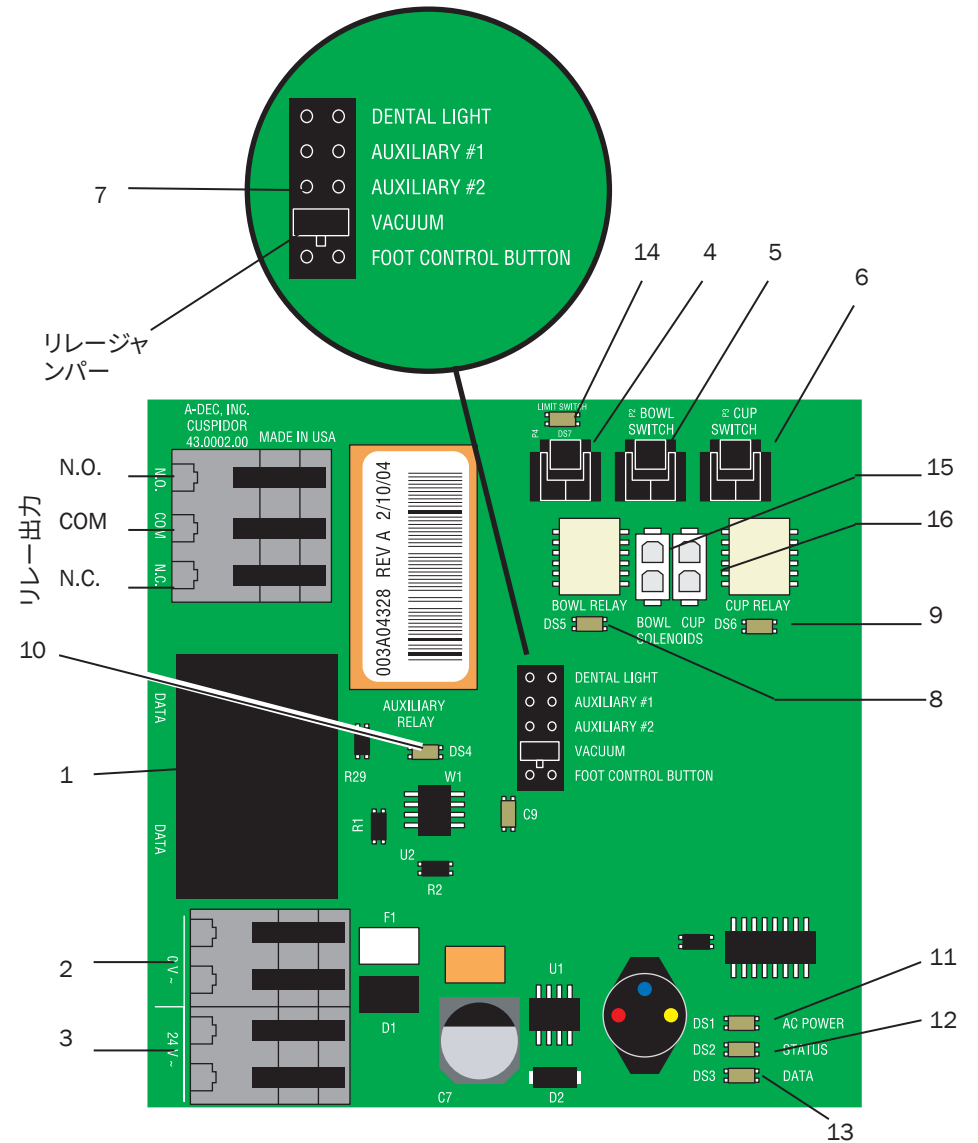 DENTAL LIGHT
AUXILIARY #1
AUXILIARY #2
VACUUM
FOOT CONTROL BUTTON
7
リレージャ
ンパー
14
4
5
6
A-DEC, INC.
CUSPIDOR
43.0002.00
MADE IN USA
LIMIT SWITCH
P4
DS7
P2 BOWL
SWITCH
P3 CUP
SWITCH
N.O.
COM
N.C.
リレー出力
N.O.
COM
N.C.
003A04328 REV A 2/10/04
15
16
BOWL RELAY
CUP RELAY
DS5
BOWL CUP
SOLENOIDS
DS6
9
8
10
DATA
DATA
1
AUXILIARY
RELAY
DS4
R29
W1
R1
U2
R2
C9
DENTAL LIGHT
AUXILIARY #1
AUXILIARY #2
VACUUM
FOOT CONTROL BUTTON
2
3
0V~
24V~
F1
D1
C7
U1
D2
DS1 AC POWER
DS2 STATUS
DS3 DATA
11
12
13